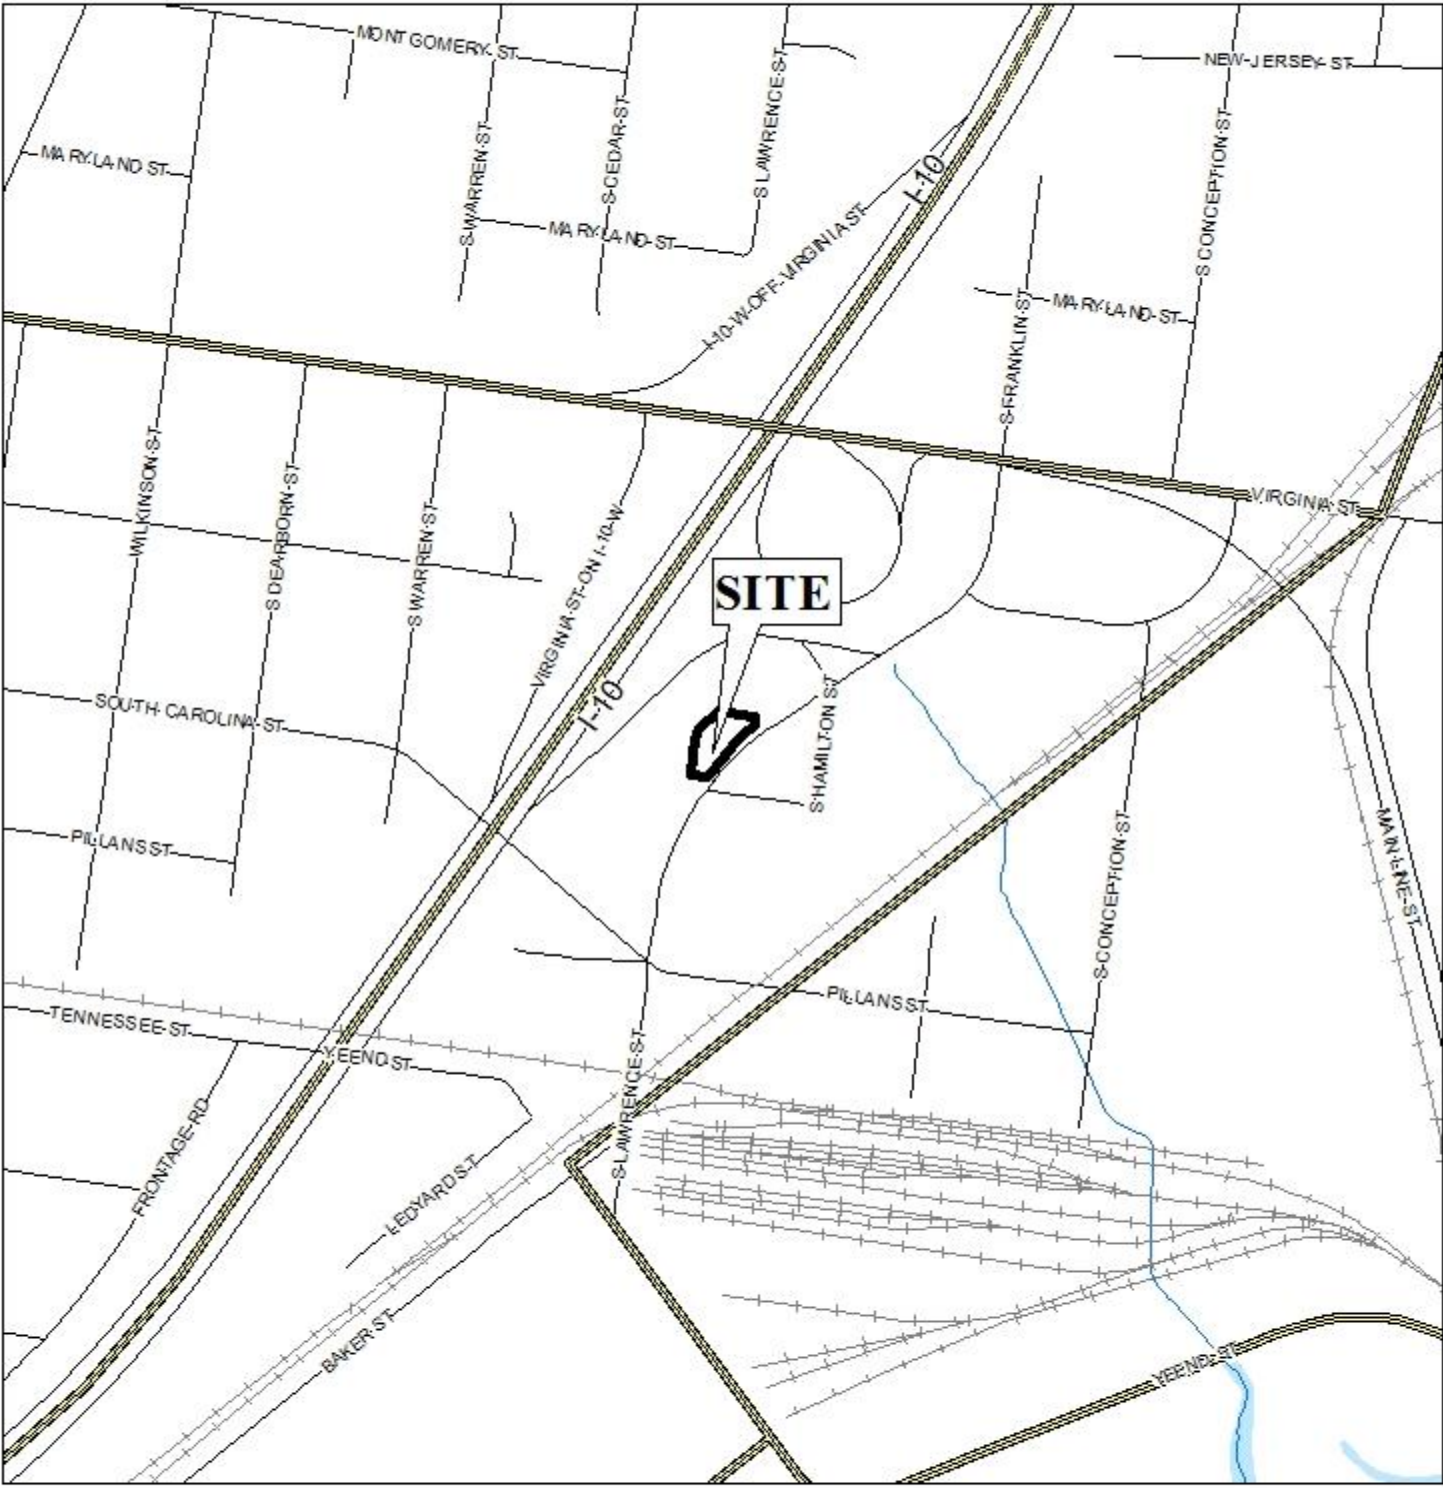 MONTGOMERY ST
NEW JERSEY ST
S LAWRENCE ST
S CEDAR ST
S WARREN ST
MARYLAND ST
S CONCEPTION ST
I-10
MARYLAND ST
I-10-W-OFF-VIRGINIA ST
MARYLAND ST
S FRANKLIN ST
WILKINSON ST
S DEARBORN ST
S WARREN ST
VIRGINIA ST
VIRGINIA-ST-ON I-10-W
SITE
SOUTH CAROLINA ST
I-10
S HAMILTON ST
PILLANS ST
MAIN LINE ST
S CONCEPTION ST
PILLANS ST
TENNESSEE ST
YEEND ST
S LAWRENCE ST
FRONTAGE RD
LEDYARD ST
BAKER ST
YEEND ST